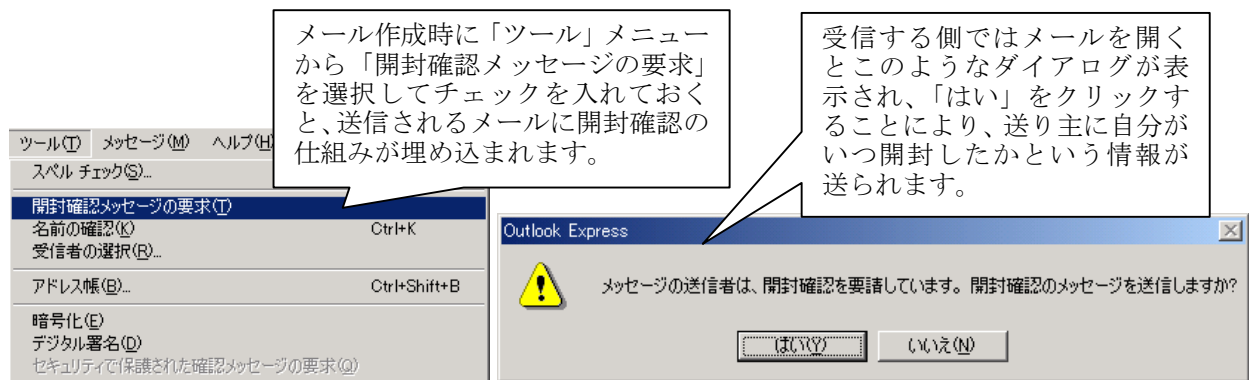 メール作成時に「ツール」メニュー
から「開封確認メッセージの要求」
を選択してチェックを入れておく
と、送信されるメールに開封確認の
仕組みが埋め込まれます。
受信する側ではメールを開く
とこのようなダイアログが表
示され、「はい」をクリックす
ることにより、送り主に自分が
いつ開封したかという情報が
送られます。
ツール(T) メッセージ(M) ヘルプ(H)
スペル チェック(S)...
開封確認メッセージの要求(T)
名前の確認(K) Ctrl+K
受信者の選択(R)...
アドレス帳(B)... Ctrl+Shift+B
暗号化(E)
デジタル署名(D)
セキュリティで保護された確認メッセージの要求(Q)
Outlook Express
メッセージの送信者は、開封確認を要請しています。開封確認のメッセージを送信しますか?
はい(Y) いいえ(N)